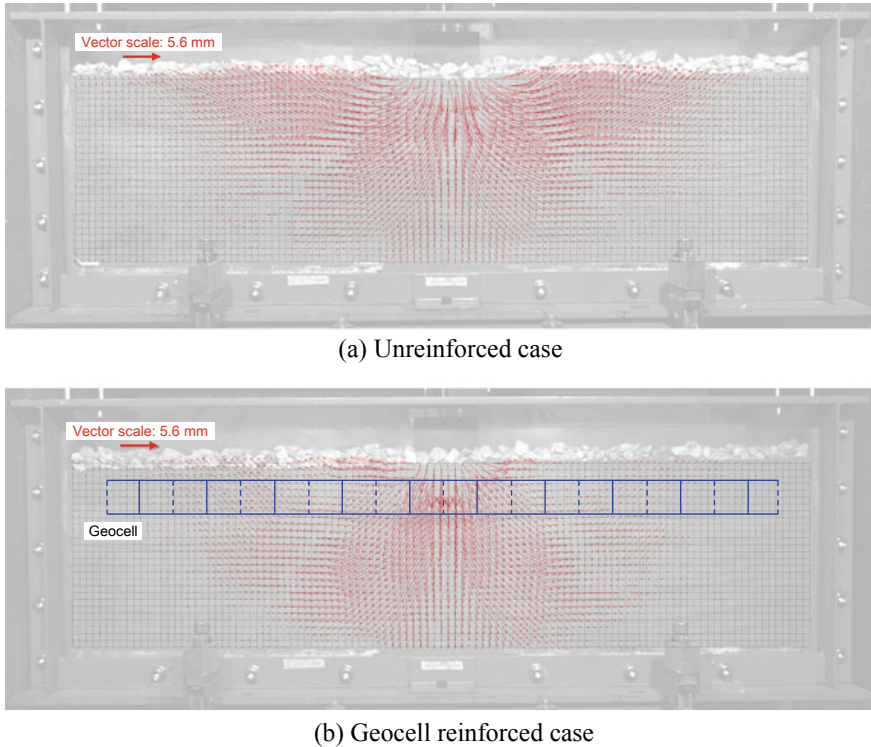 Vector scale: 5.6 mm
(a) Unreinforced case
Vector scale: 5.6 mm
Geocell
(b) Geocell reinforced case